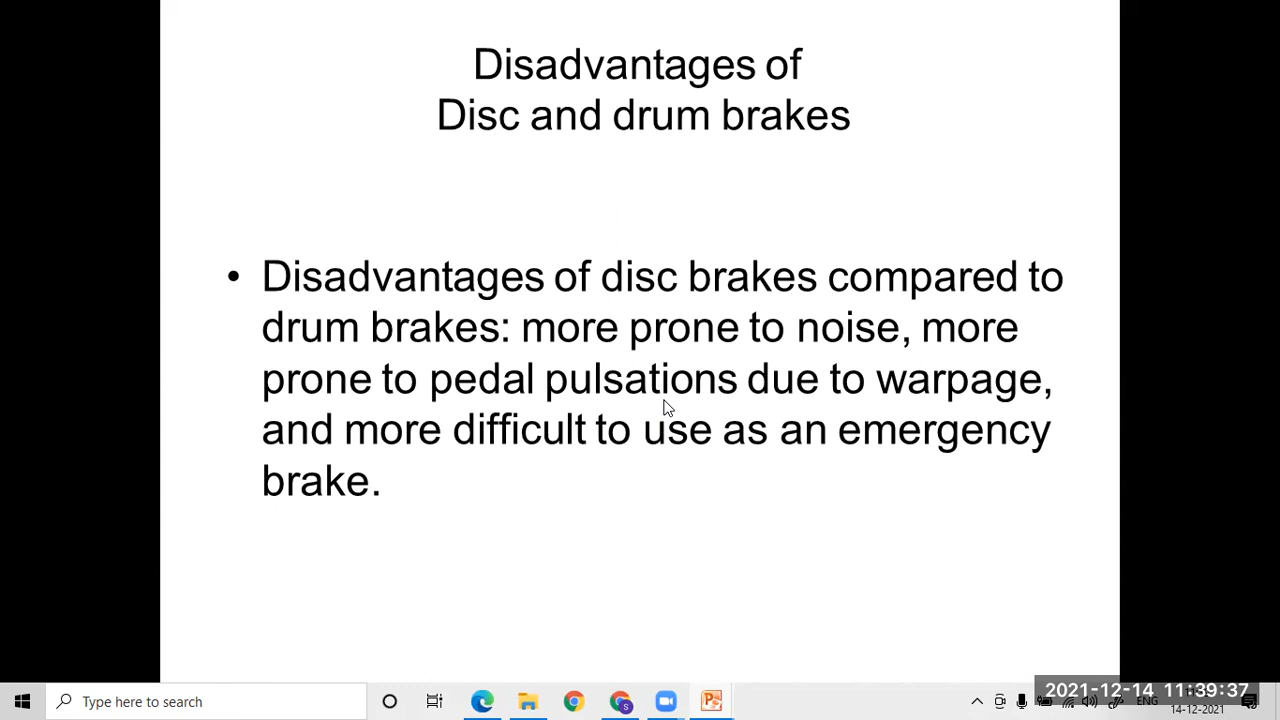 Disadvantages of
Disc and drum brakes
• Disadvantages of disc brakes compared to
drum brakes: more prone to noise, more
prone to pedal pulsations due to warpage,
and more difficult to use as an emergency
brake.
Type here to search
ENG
2021-12-14 11:39:37
14-12-2021